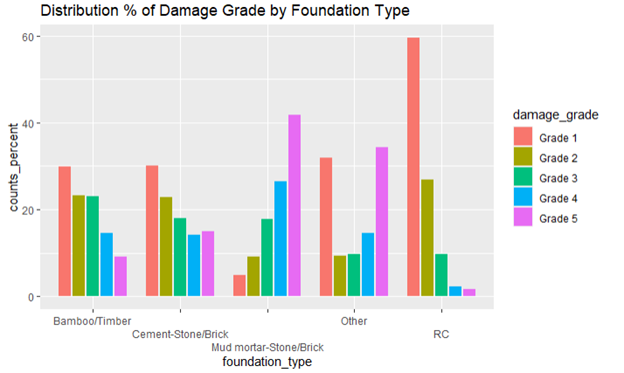 Distribution % of Damage Grade by Foundation Type
counts_percent
60
40
20
0
Bamboo/Timber
Cement-Stone/Brick
Mud mortar-Stone/Brick
Other
RC
foundation_type
damage_grade
Grade 1
Grade 2
Grade 3
Grade 4
Grade 5